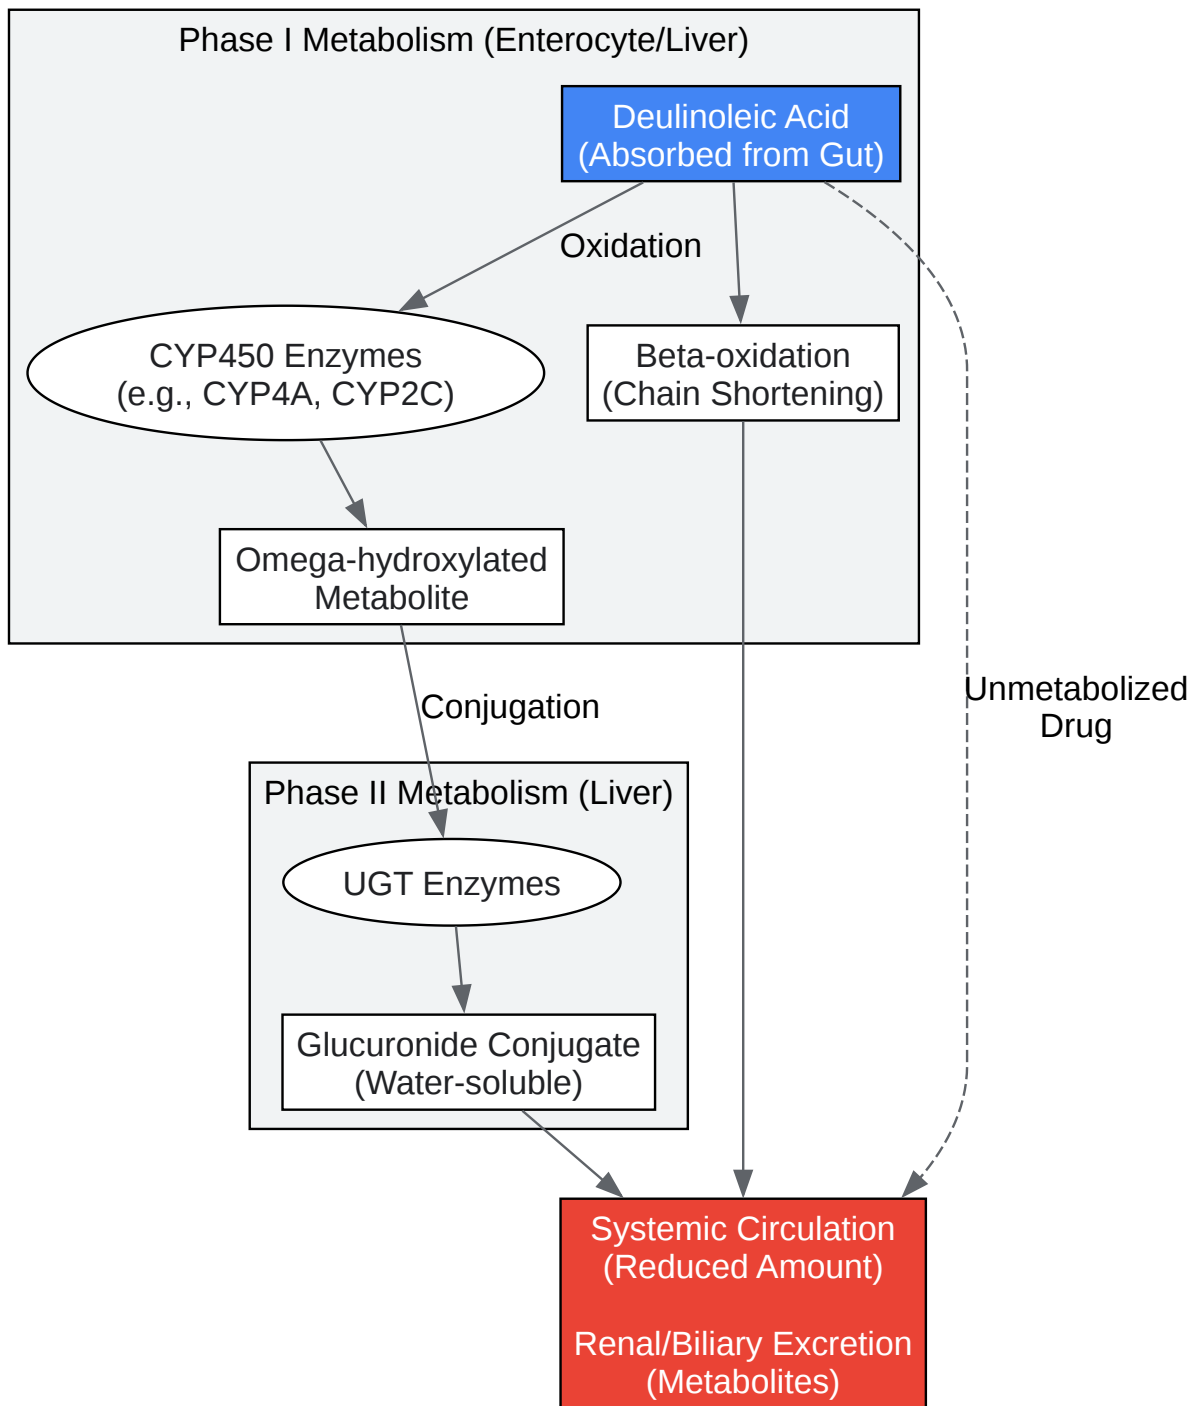 Phase I Metabolism (Enterocyte/Liver)
Deulinoleic Acid
(Absorbed from Gut)
Oxidation
CYP450 Enzymes
(e.g., CYP4A, CYP2C)
Beta-oxidation
(Chain Shortening)
Omega-hydroxylated
Metabolite
Unmetabolized
Drug
Conjugation
Phase II Metabolism (Liver)
UGT Enzymes
Glucuronide Conjugate
(Water-soluble)
Systemic Circulation
(Reduced Amount)
Renal/Biliary Excretion
(Metabolites)